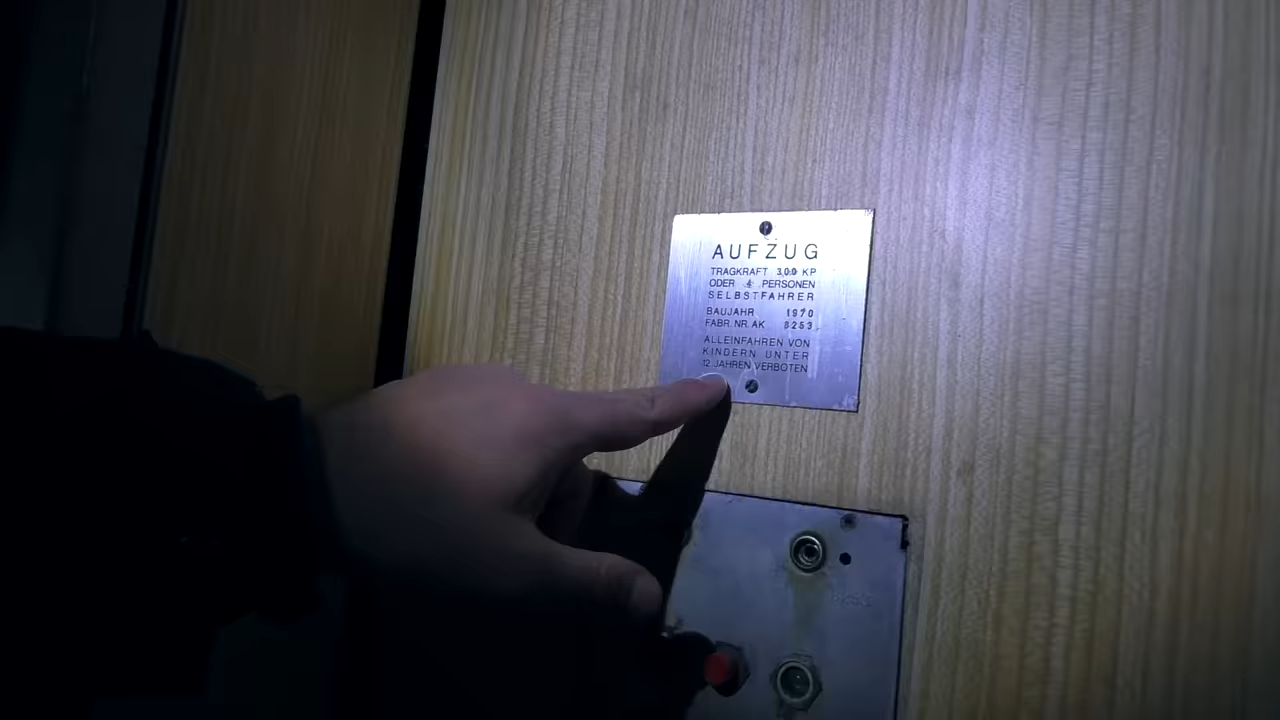 AUFZUG
TRAGKRAFT 300 KP
ODER 4 PERSONEN
SELBSTFAHRER
BAUJAHR 1970
FABR. NR. AK 8253
ALLEINFAHREN VON
KINDERN UNTER
12 JAHREN VERBOTEN